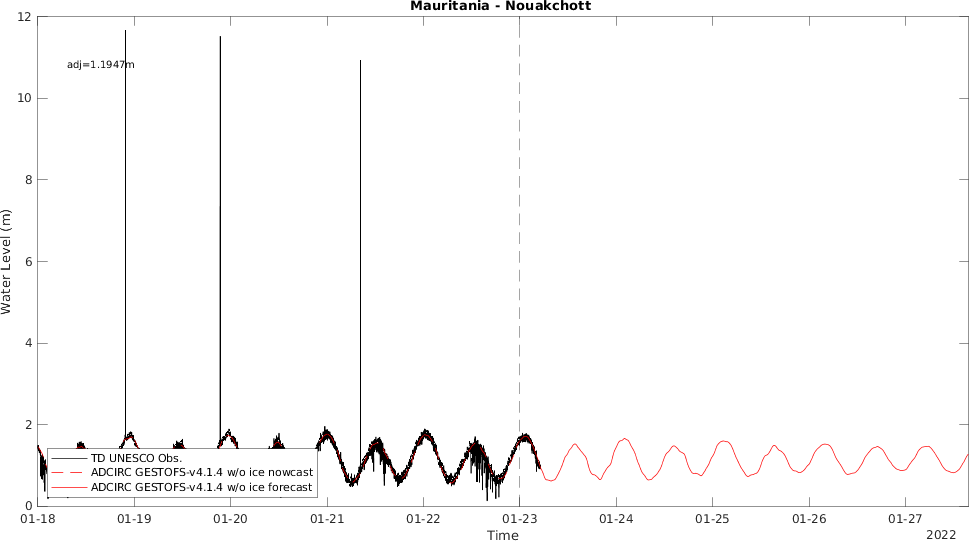 Mauritania - Nouakchott
12
adj=1.1947m
10
8
6
4
2
0
Water Level (m)
TD UNESCO Obs.
ADCIRC GESTOFS-v4.1.4 w/o ice nowcast
ADCIRC GESTOFS-v4.1.4 w/o ice forecast
01-18 01-19 01-20 01-21 01-22 01-23 01-24 01-25 01-26 01-27
Time
2022